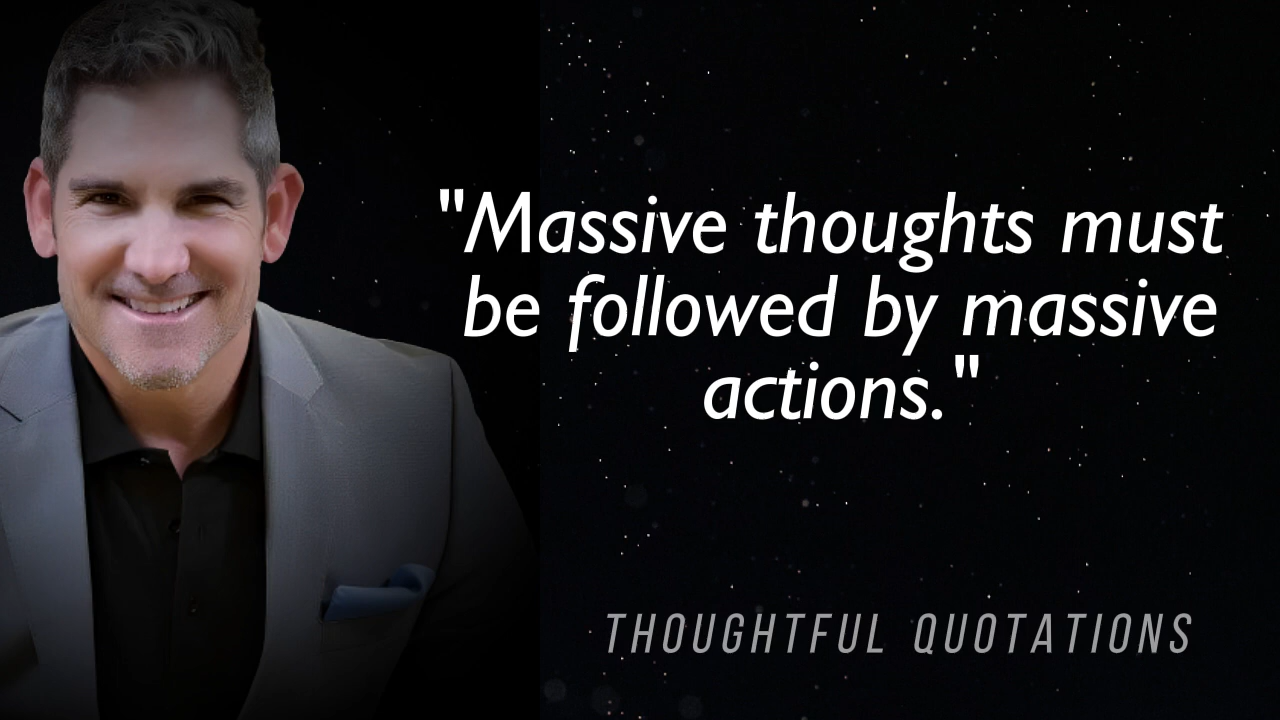 "Massive thoughts must
be followed by massive
actions."
THOUGHTFUL QUOTATIONS